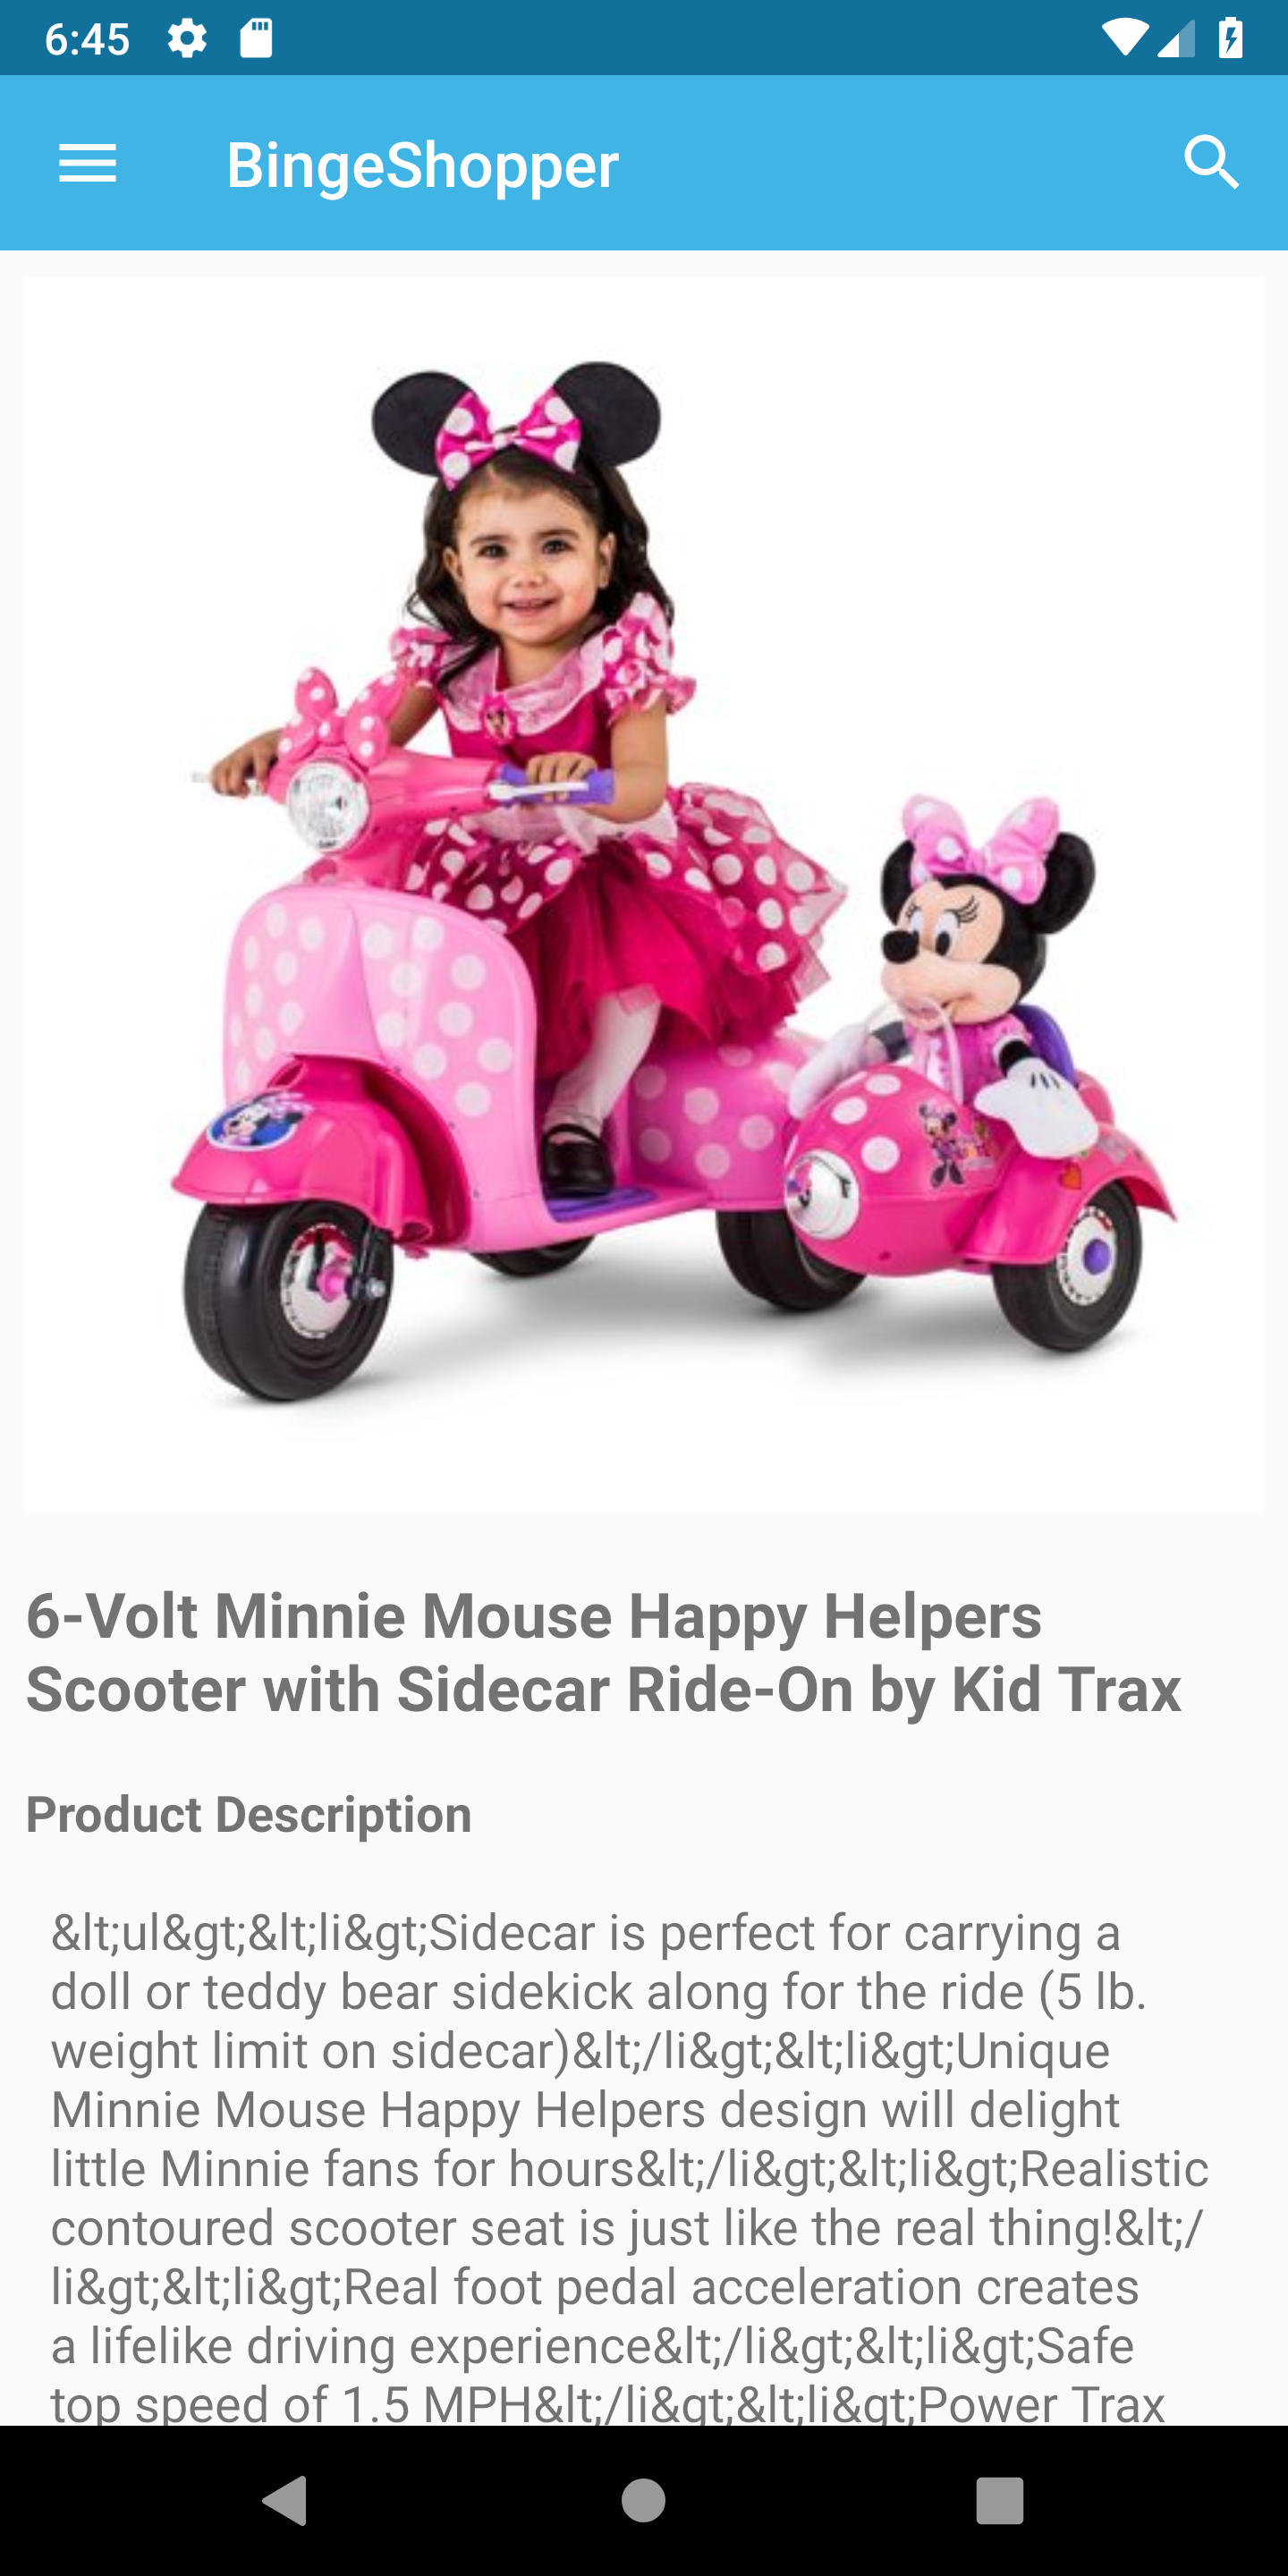 6:45
BingeShopper
6-Volt Minnie Mouse Happy Helpers
Scooter with Sidecar Ride-On by Kid Trax
Product Description
&lt;ul&gt;&lt;li&gt;Sidecar is perfect for carrying a
doll or teddy bear sidekick along for the ride (5 lb.
weight limit on sidecar)&lt;/li&gt;&lt;li&gt;Unique
Minnie Mouse Happy Helpers design will delight
little Minnie fans for hours&lt;/li&gt;&lt;li&gt;Realistic
contoured scooter seat is just like the real thing!&lt;/
li&gt;&lt;li&gt;Real foot pedal acceleration creates
a lifelike driving experience&lt;/li&gt;&lt;li&gt;Safe
top speed of 1.5 MPH&lt;/li&gt;&lt;li&gt;Power Trax